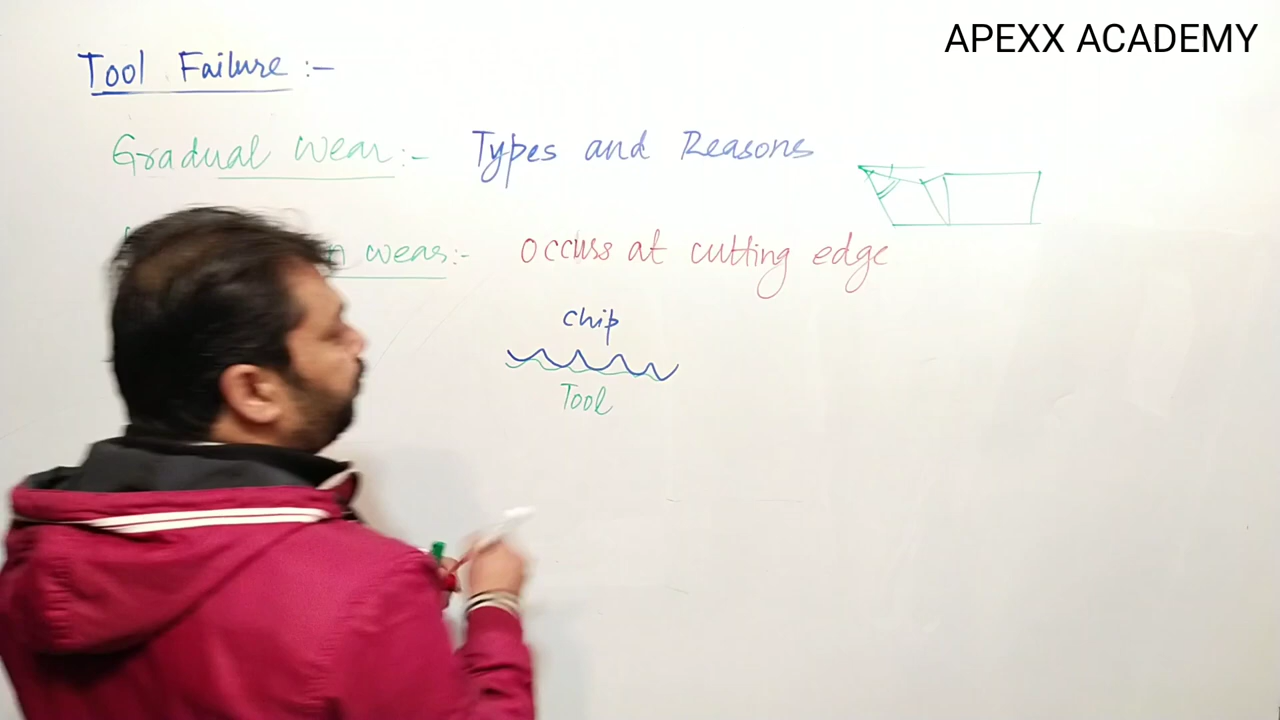 APEXX ACADEMY
Tool Failure :-
Gradual wear :- Types and Reasons
wear :- Occurs at cutting edge
chip
Tool